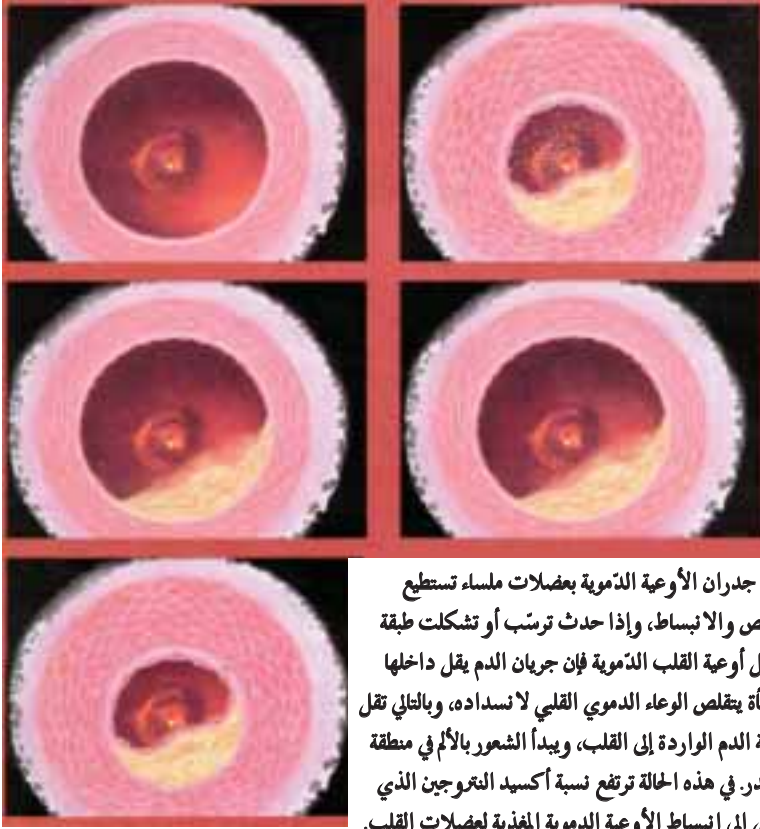 جدران الأوعية الدّموية بعضلات ملساء تستطيع
والانبساط، وإذا حدث ترسّب أو تشكلت طبقة
أوعية القلب الدّموية فإن جريان الدم يقل داخلها
يتقلص الوعاء الدموي القلبي لانسداده، وبالتالي تقل
الدم الواردة إلى القلب، ويبدأ الشعور بالألم في منطقة
في هذه الحالة ترتفع نسبة أكسيد النتروجين الذي
إلى انبساط الأوعية الدموية المغذية لعضلات القلب.